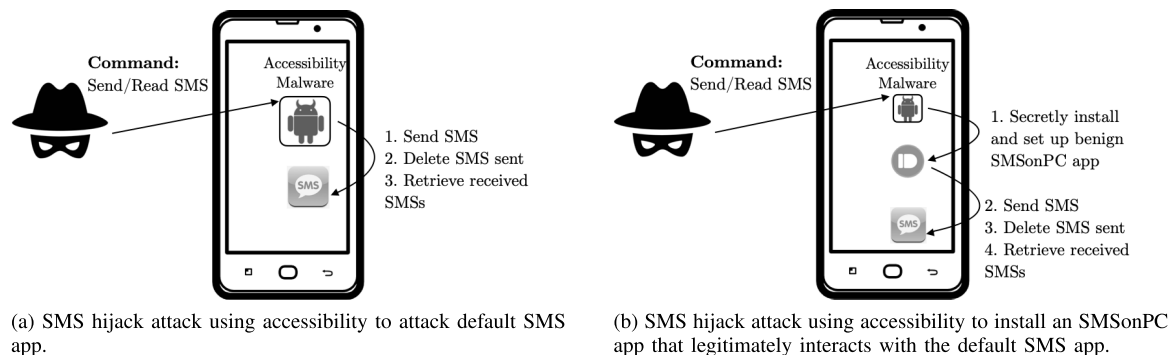 Command:
Send/Read SMS
Accessibility
Malware
1. Send SMS
2. Delete SMS sent
3. Retrieve received
SMSs
SMS
(a) SMS hijack attack using accessibility to attack default SMS
app.
Command:
Send/Read SMS
Accessibility
Malware
1. Secretly install
and set up benign
SMSonPC app
2. Send SMS
3. Delete SMS sent
4. Retrieve received
SMSs
SMS
(b) SMS hijack attack using accessibility to install an SMSonPC
app that legitimately interacts with the default SMS app.